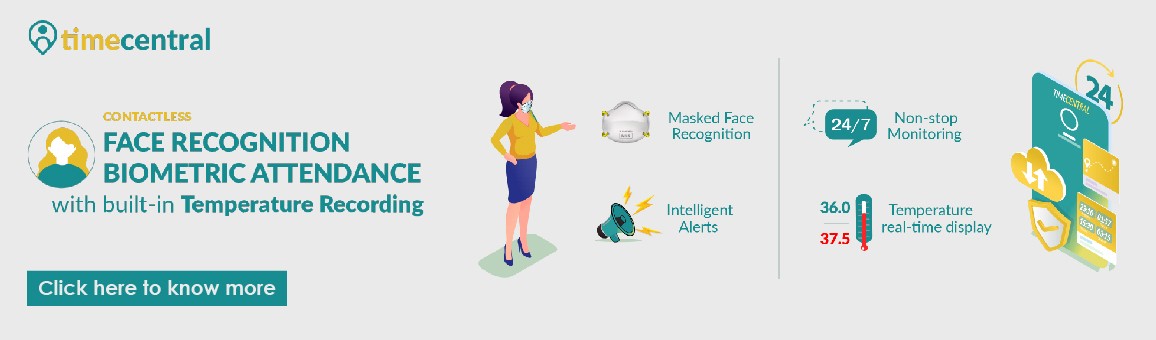 timecentral
CONTACTLESS
FACE RECOGNITION
BIOMETRIC ATTENDANCE
with built-in Temperature Recording
Click here to know more
Masked Face
Recognition
Intelligent
Alerts
24/7
Non-stop
Monitoring
36.0
37.5
Temperature
real-time display
24
TIMECENTRAL